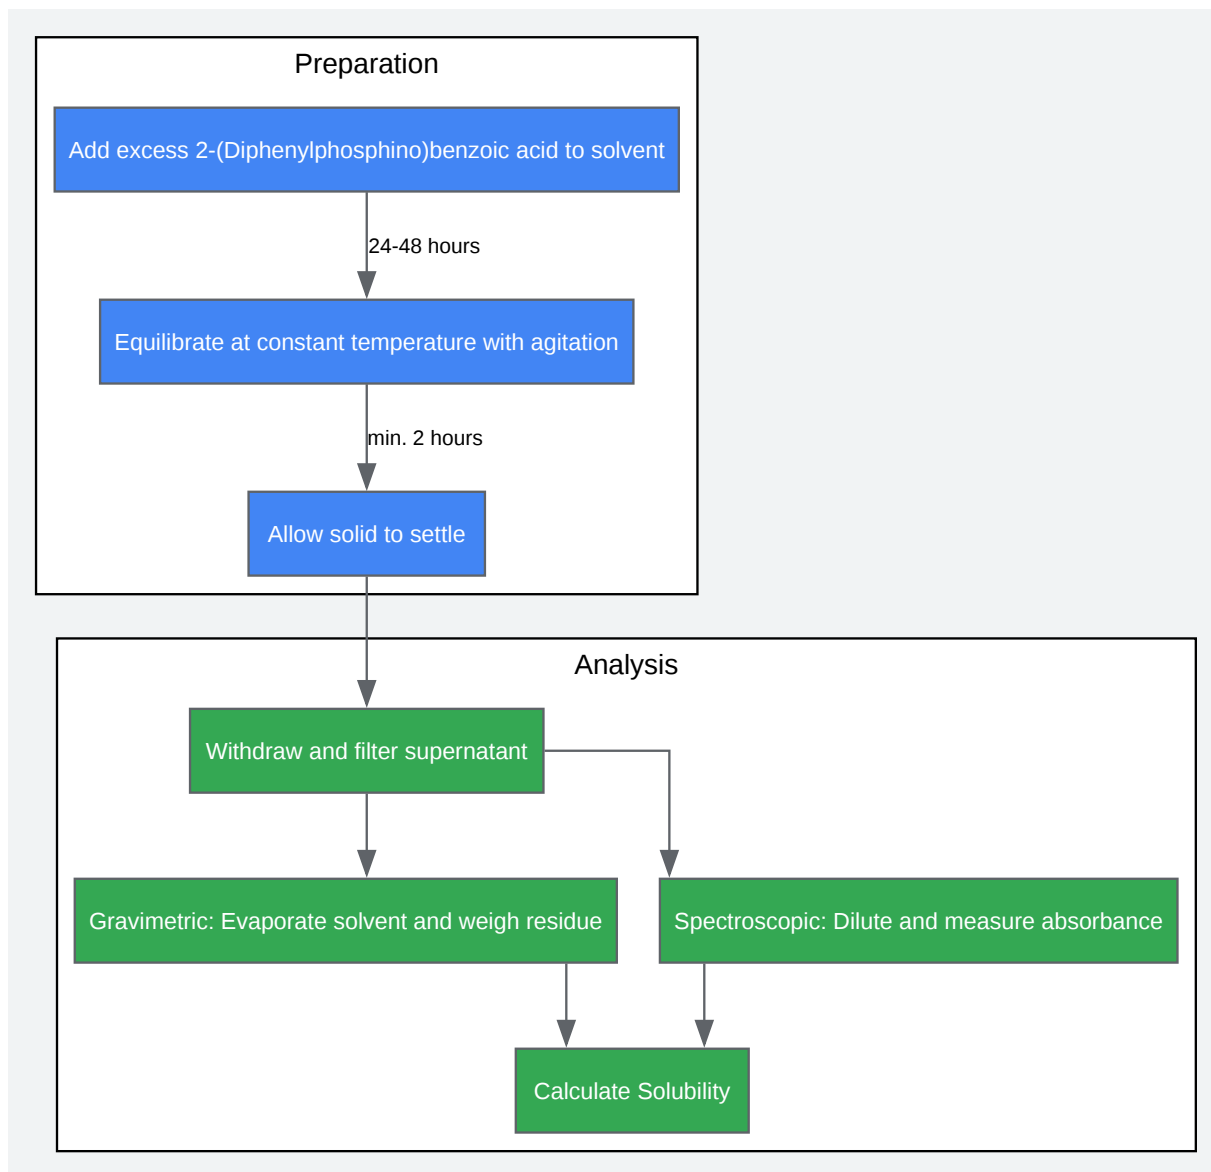 Preparation
Add excess 2-(Diphenylphosphino)benzoic acid to solvent
24-48 hours
Equilibrate at constant temperature with agitation
min. 2 hours
Allow solid to settle
Analysis
Withdraw and filter supernatant
Gravimetric: Evaporate solvent and weigh residue
Spectroscopic: Dilute and measure absorbance
Calculate Solubility